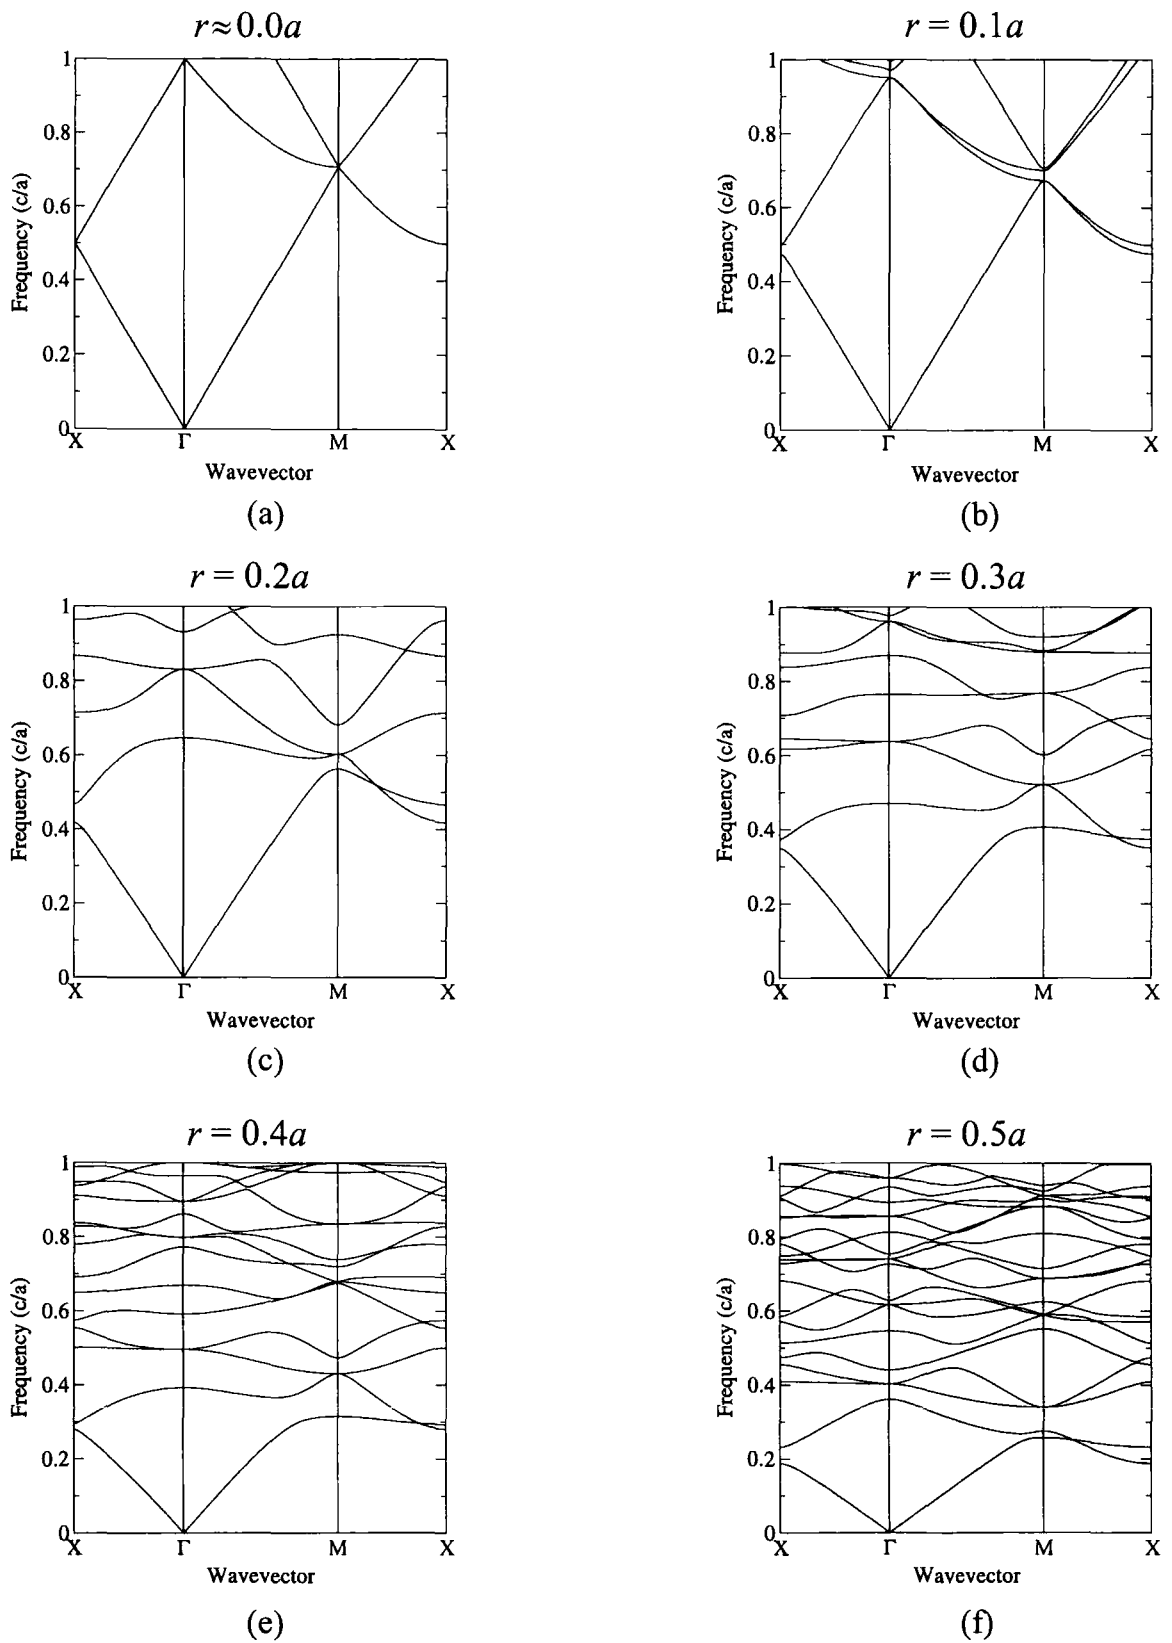 r≈0.0a
r = 0.1a
1
0.8
0.6
0.4
0.2
0
Frequency (c/a)
X Γ M X
Wavevector
(a)
1
0.8
0.6
0.4
0.2
0
Frequency (c/a)
X Γ M X
Wavevector
(b)
r = 0.2a
r = 0.3a
1
0.8
0.6
0.4
0.2
0
Frequency (c/a)
X Γ M X
Wavevector
(c)
1
0.8
0.6
0.4
0.2
0
Frequency (c/a)
X Γ M X
Wavevector
(d)
r = 0.4a
r = 0.5a
1
0.8
0.6
0.4
0.2
0
Frequency (c/a)
X Γ M X
Wavevector
(e)
1
0.8
0.6
0.4
0.2
0
Frequency (c/a)
X Γ M X
Wavevector
(f)